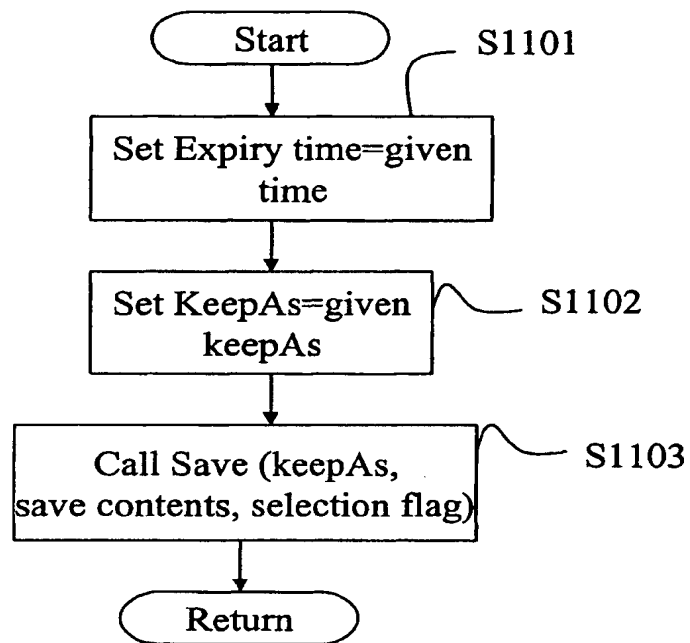 Start
S1101
Set Expiry time=given
time
Set KeepAs=given
keepAs
S1102
Call Save (keepAs,
save contents, selection flag)
S1103
Return